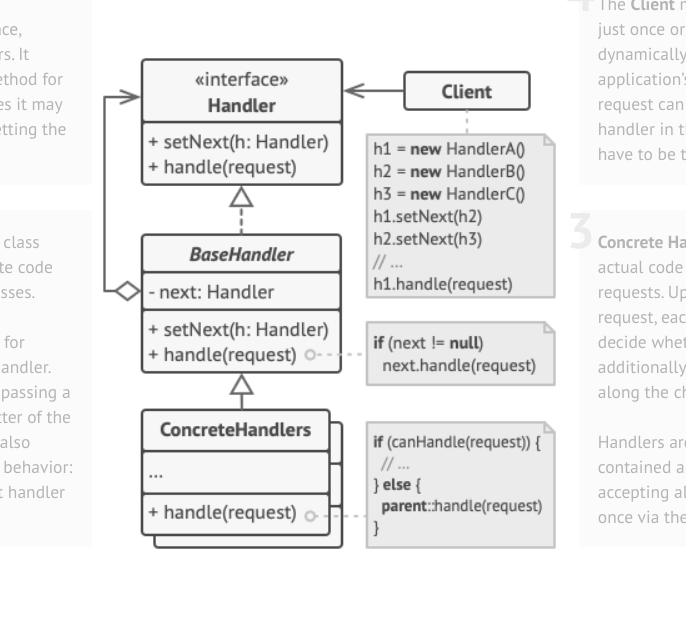 ce,
rs. It
ethod for
es it may
etting the
«interface»
Handler
+ setNext(h: Handler)
+ handle(request)
Client
h1 = new HandlerA()
h2 = new HandlerB()
h3 = new HandlerC()
h1.setNext(h2)
h2.setNext(h3)
// ...
h1.handle(request)
4
The Client
just once or
dynamically
application's
request can
handler in t
have to be t
class
te code
sses.
for
andler.
passing a
ter of the
also
behavior:
t handler
BaseHandler
- next: Handler
+ setNext(h: Handler)
+ handle(request)
if (next != null)
next.handle(request)
ConcreteHandlers
...
+ handle(request)
if (canHandle(request)) {
// ...
} else {
parent::handle(request)
}
3
Concrete Ha
actual code
requests. Up
request, eac
decide whet
additionally
along the ch
Handlers are
contained a
accepting al
once via the